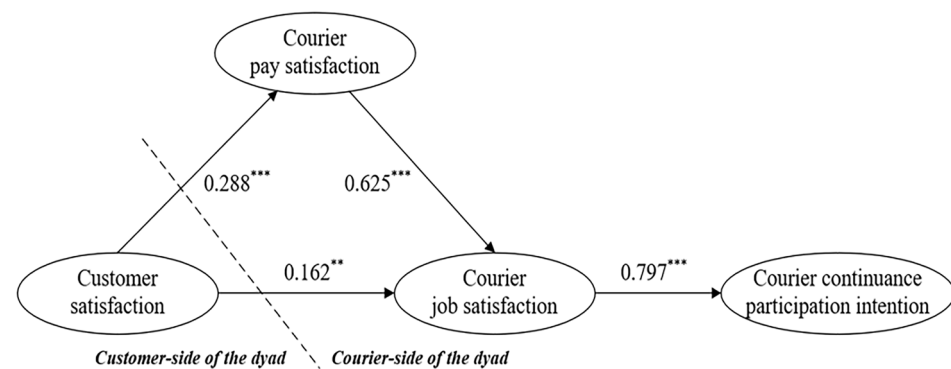 Courier
pay satisfaction
0.288***
0.625***
Customer
satisfaction
0.162**
Courier
job satisfaction
0.797***
Courier continuance
participation intention
Customer-side of the dyad
Courier-side of the dyad